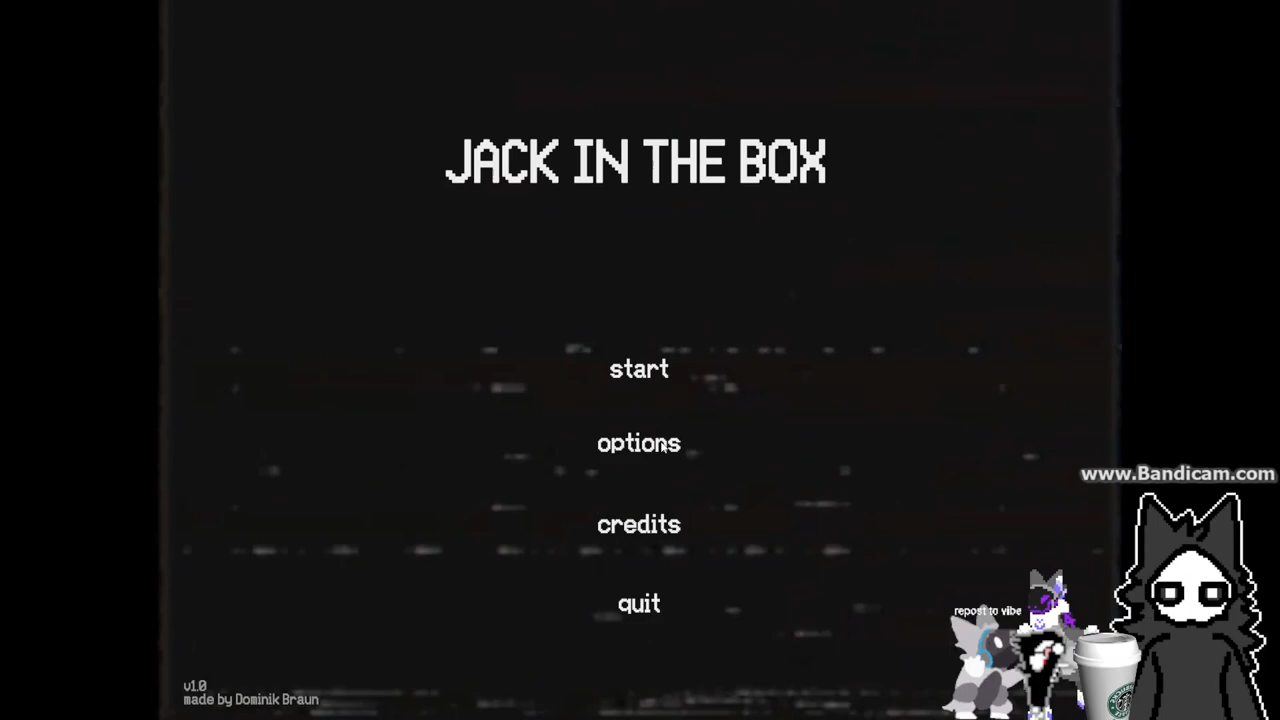 JACK IN THE BOX
start
options
credits
quit
www.Bandicam.com
repost to vibe
v1.0
made by Dominik Braun